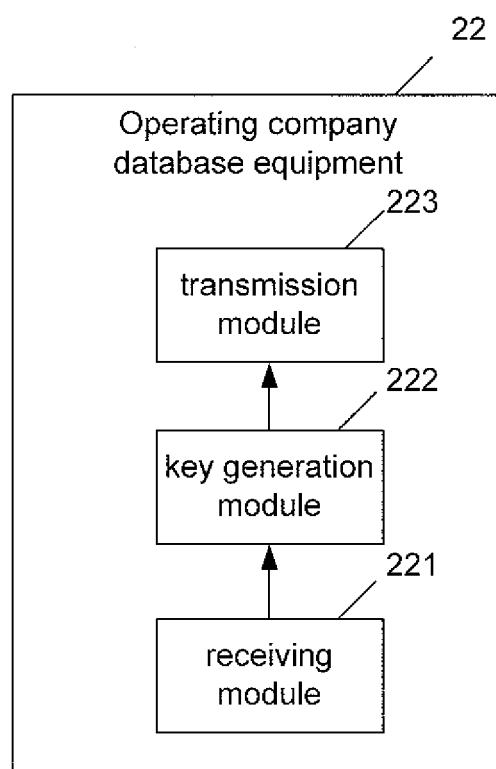 22
Operating company
database equipment
223
transmission
module
222
key generation
module
221
receiving
module